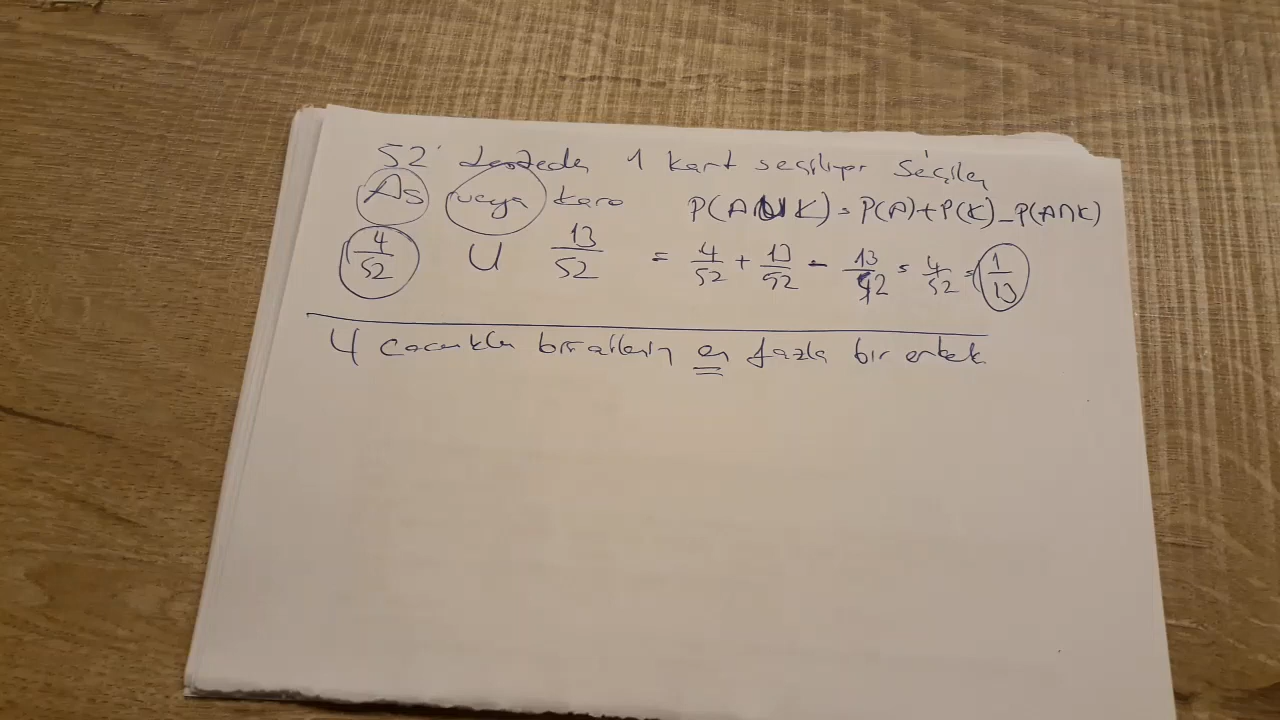 52' destede 1 kart seçiliyor seçilen
As veya karo P(A∪K) = P(A)+P(K)-P(A∩K)
4/52 ∪ 13/52 = 4/52 + 13/52 - 13/52 = 4/52 = 1/13
4 çocuklu bir ailenin en fazla bir erkek